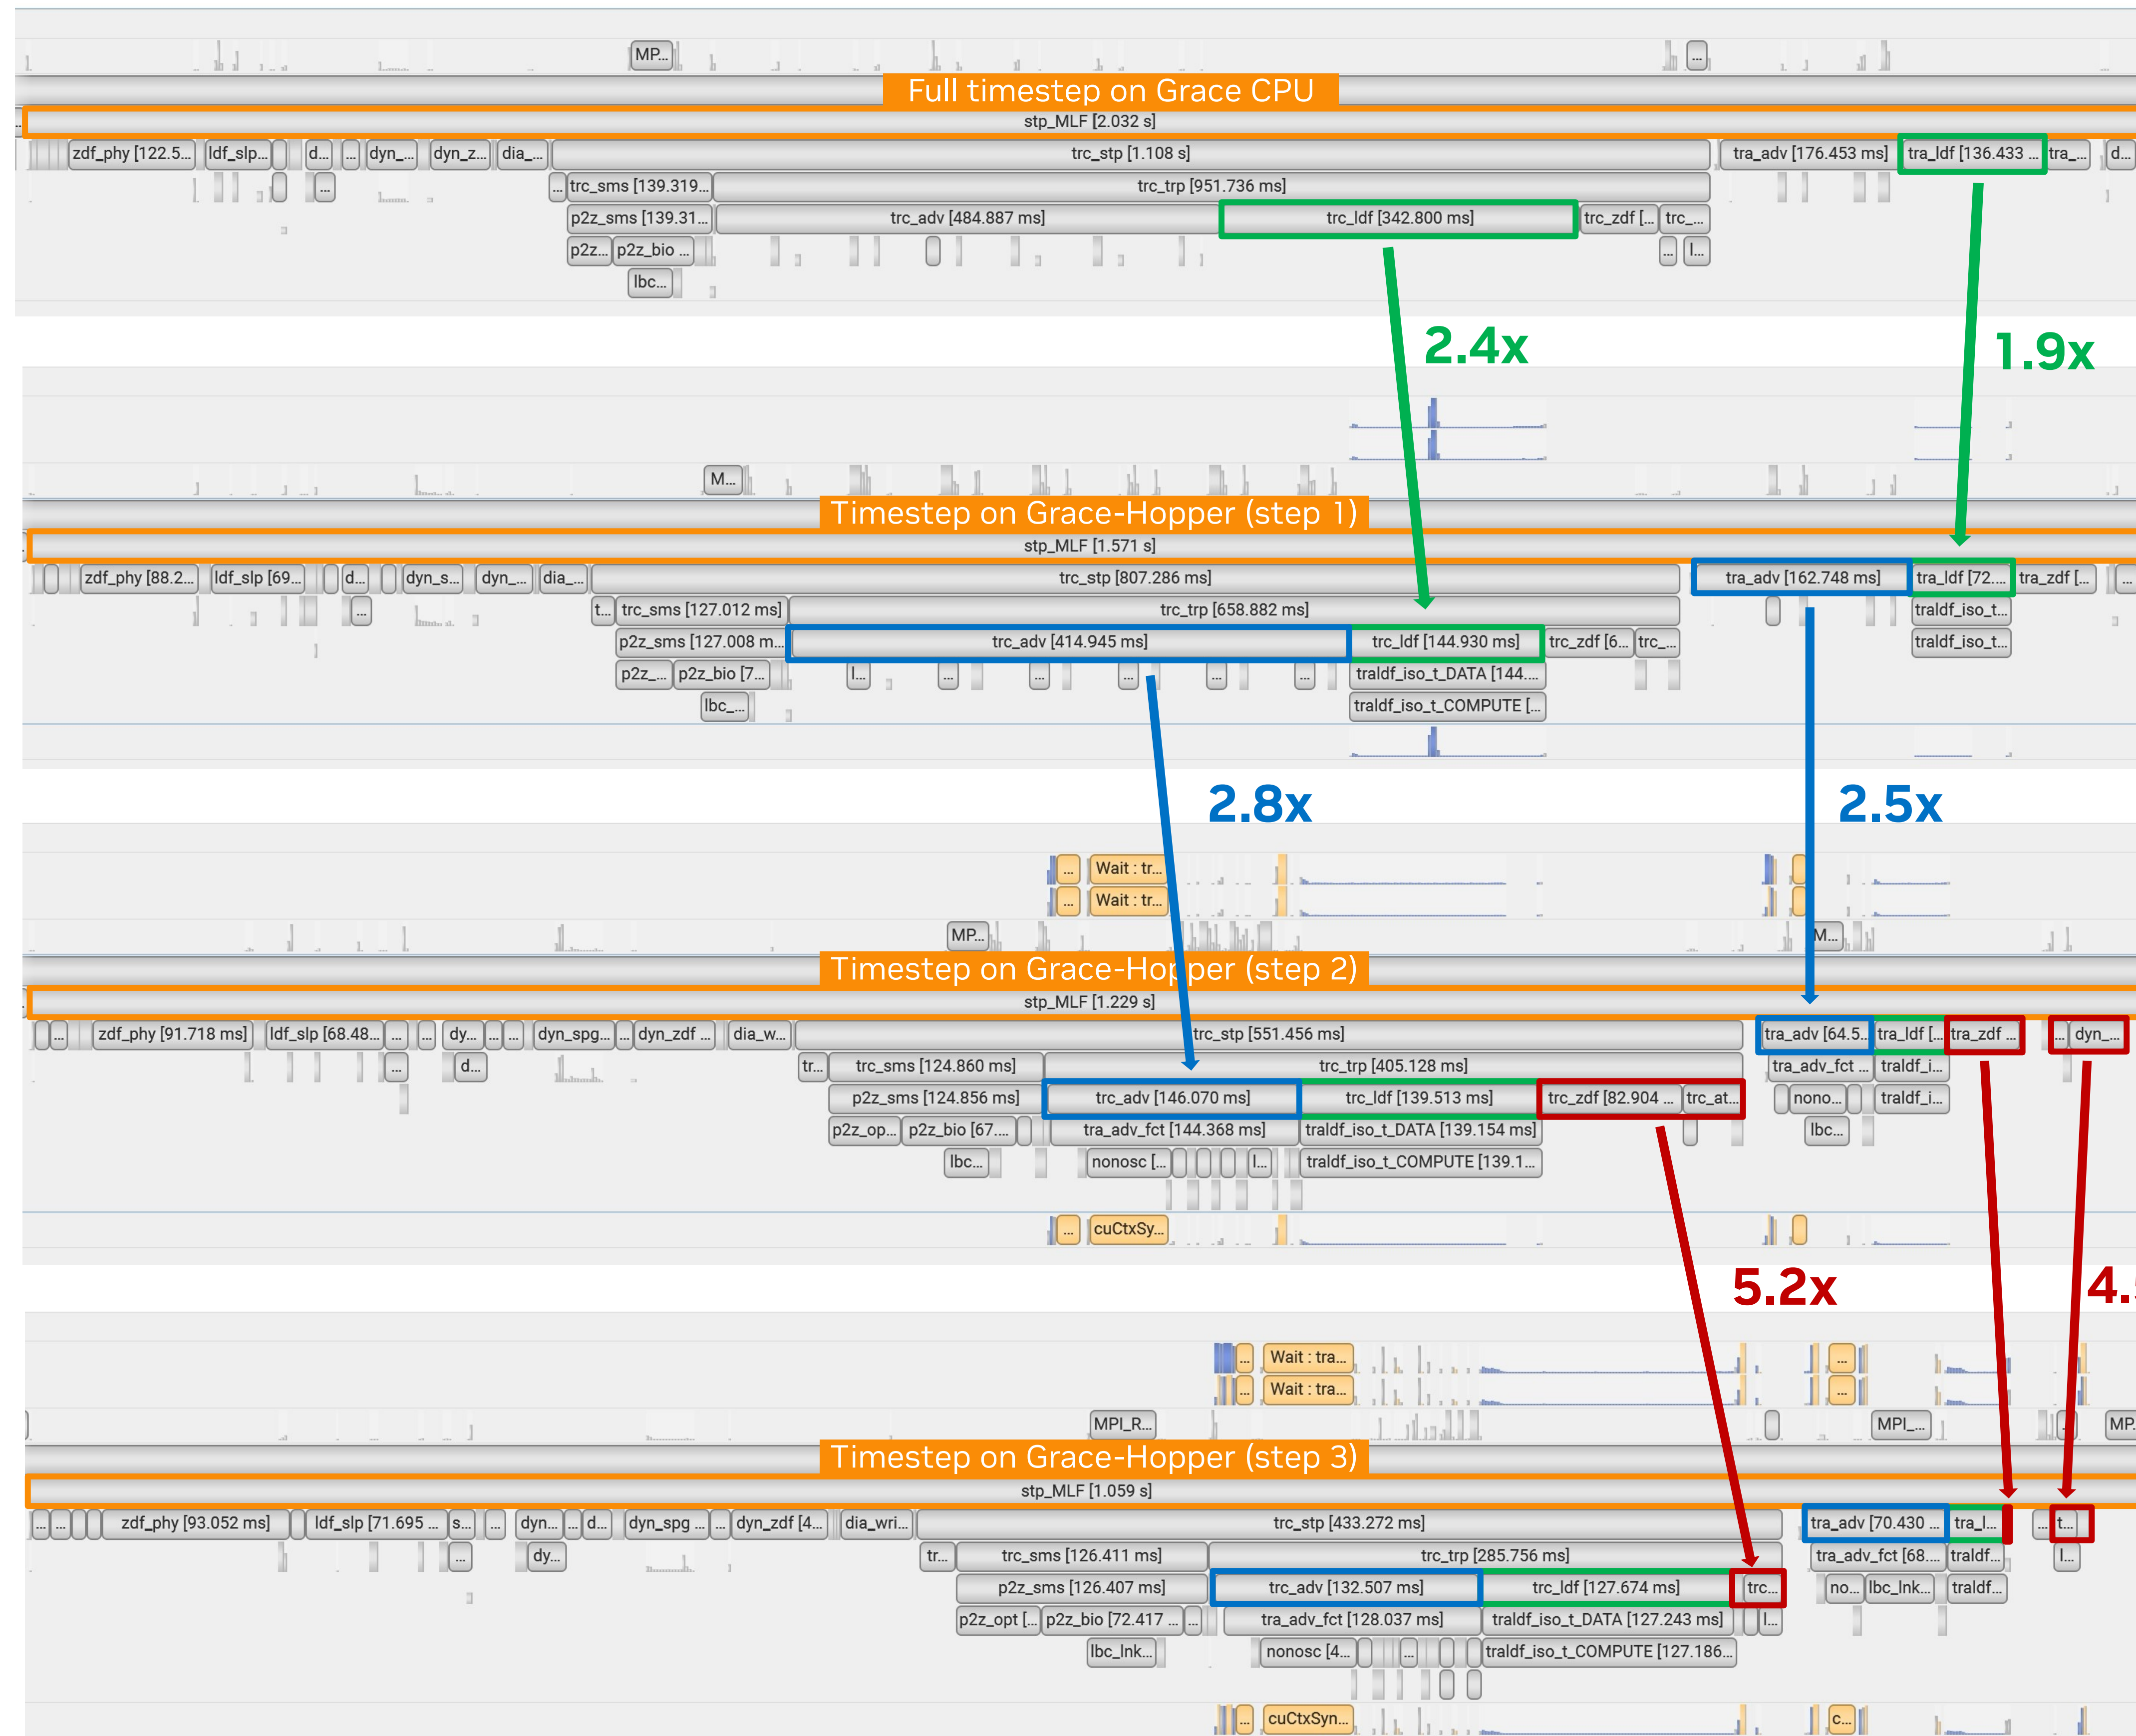 MP... ...
Full timestep on Grace CPU
... stp_MLF [2.032 s]
zdf_phy [122.5... ldf_slp... d... ... dyn_... dyn_z... dia_... trc_stp [1.108 s] tra_adv [176.453 ms] tra_ldf [136.433 ... tra_... d...
... ... trc_sms [139.319... trc_trp [951.736 ms]
p2z_sms [139.31... trc_adv [484.887 ms] trc_ldf [342.800 ms] trc_zdf [... trc_...
p2z... p2z_bio ... ... l...
lbc...
2.4x 1.9x
M...
Timestep on Grace-Hopper (step 1)
stp_MLF [1.571 s]
zdf_phy [88.2... ldf_slp [69... d... dyn_s... dyn_... dia_... trc_stp [807.286 ms] tra_adv [162.748 ms] tra_ldf [72.... tra_zdf [... ...
... t... trc_sms [127.012 ms] trc_trp [658.882 ms] traldf_iso_t...
p2z_sms [127.008 m... trc_adv [414.945 ms] trc_ldf [144.930 ms] trc_zdf [6... trc_... traldf_iso_t...
p2z_... p2z_bio [7... l... ... ... ... ... ... traldf_iso_t_DATA [144....
lbc_... traldf_iso_t_COMPUTE [...
2.8x 2.5x
... Wait : tr...
... Wait : tr...
MP... M...
Timestep on Grace-Hopper (step 2)
stp_MLF [1.229 s]
... zdf_phy [91.718 ms] ldf_slp [68.48... ... ... dy... ... ... dyn_spg... ... dyn_zdf ... dia_w... trc_stp [551.456 ms] tra_adv [64.5... tra_ldf [... tra_zdf ... ... dyn_...
... d... tr... trc_sms [124.860 ms] trc_trp [405.128 ms] tra_adv_fct ... traldf_i...
p2z_sms [124.856 ms] trc_adv [146.070 ms] trc_ldf [139.513 ms] trc_zdf [82.904 ... trc_at... nono... traldf_i...
p2z_op... p2z_bio [67.... tra_adv_fct [144.368 ms] traldf_iso_t_DATA [139.154 ms] lbc...
lbc... nonosc [... l... traldf_iso_t_COMPUTE [139.1...
... cuCtxSy...
5.2x
... Wait : tra... ...
... Wait : tra... ...
MPI_R... MPI_... MP.
Timestep on Grace-Hopper (step 3)
stp_MLF [1.059 s]
... ... zdf_phy [93.052 ms] ldf_slp [71.695 ... s... ... dyn... ... d... dyn_spg ... ... dyn_zdf [4... dia_wri... trc_stp [433.272 ms] tra_adv [70.430 ... tra_l... ... t...
... dy... tr... trc_sms [126.411 ms] trc_trp [285.756 ms] tra_adv_fct [68.... traldf... l...
p2z_sms [126.407 ms] trc_adv [132.507 ms] trc_ldf [127.674 ms] trc... no... lbc_lnk... traldf...
p2z_opt [... p2z_bio [72.417 ... ... tra_adv_fct [128.037 ms] traldf_iso_t_DATA [127.243 ms] l...
lbc_lnk... nonosc [4... ... traldf_iso_t_COMPUTE [127.186...
... cuCtxSyn... c...